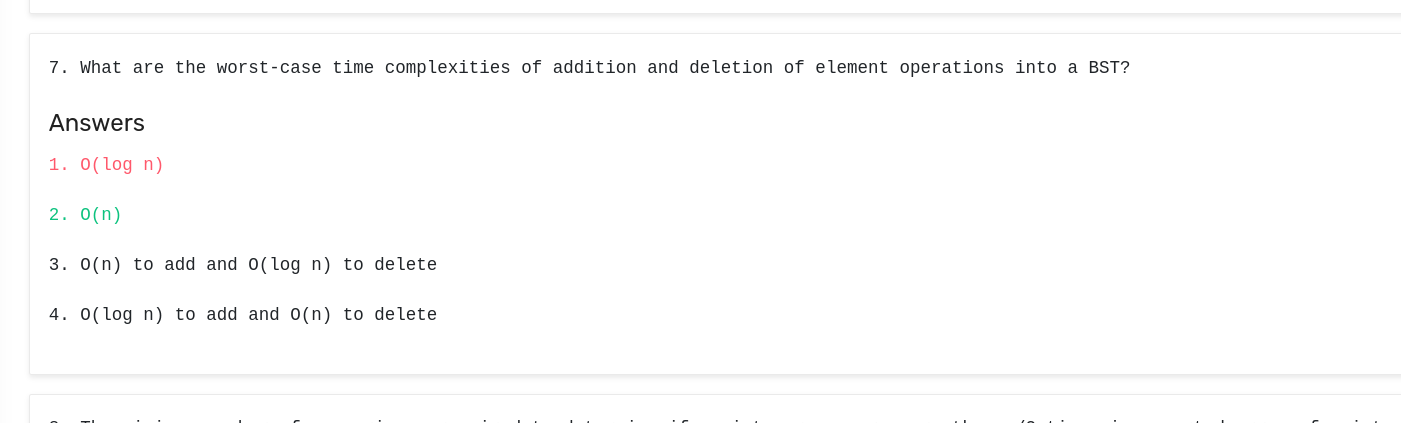 7. What are the worst-case time complexities of addition and deletion of element operations into a BST?
Answers
1. O(log n)
2. O(n)
3. O(n) to add and O(log n) to delete
4. O(log n) to add and O(n) to delete